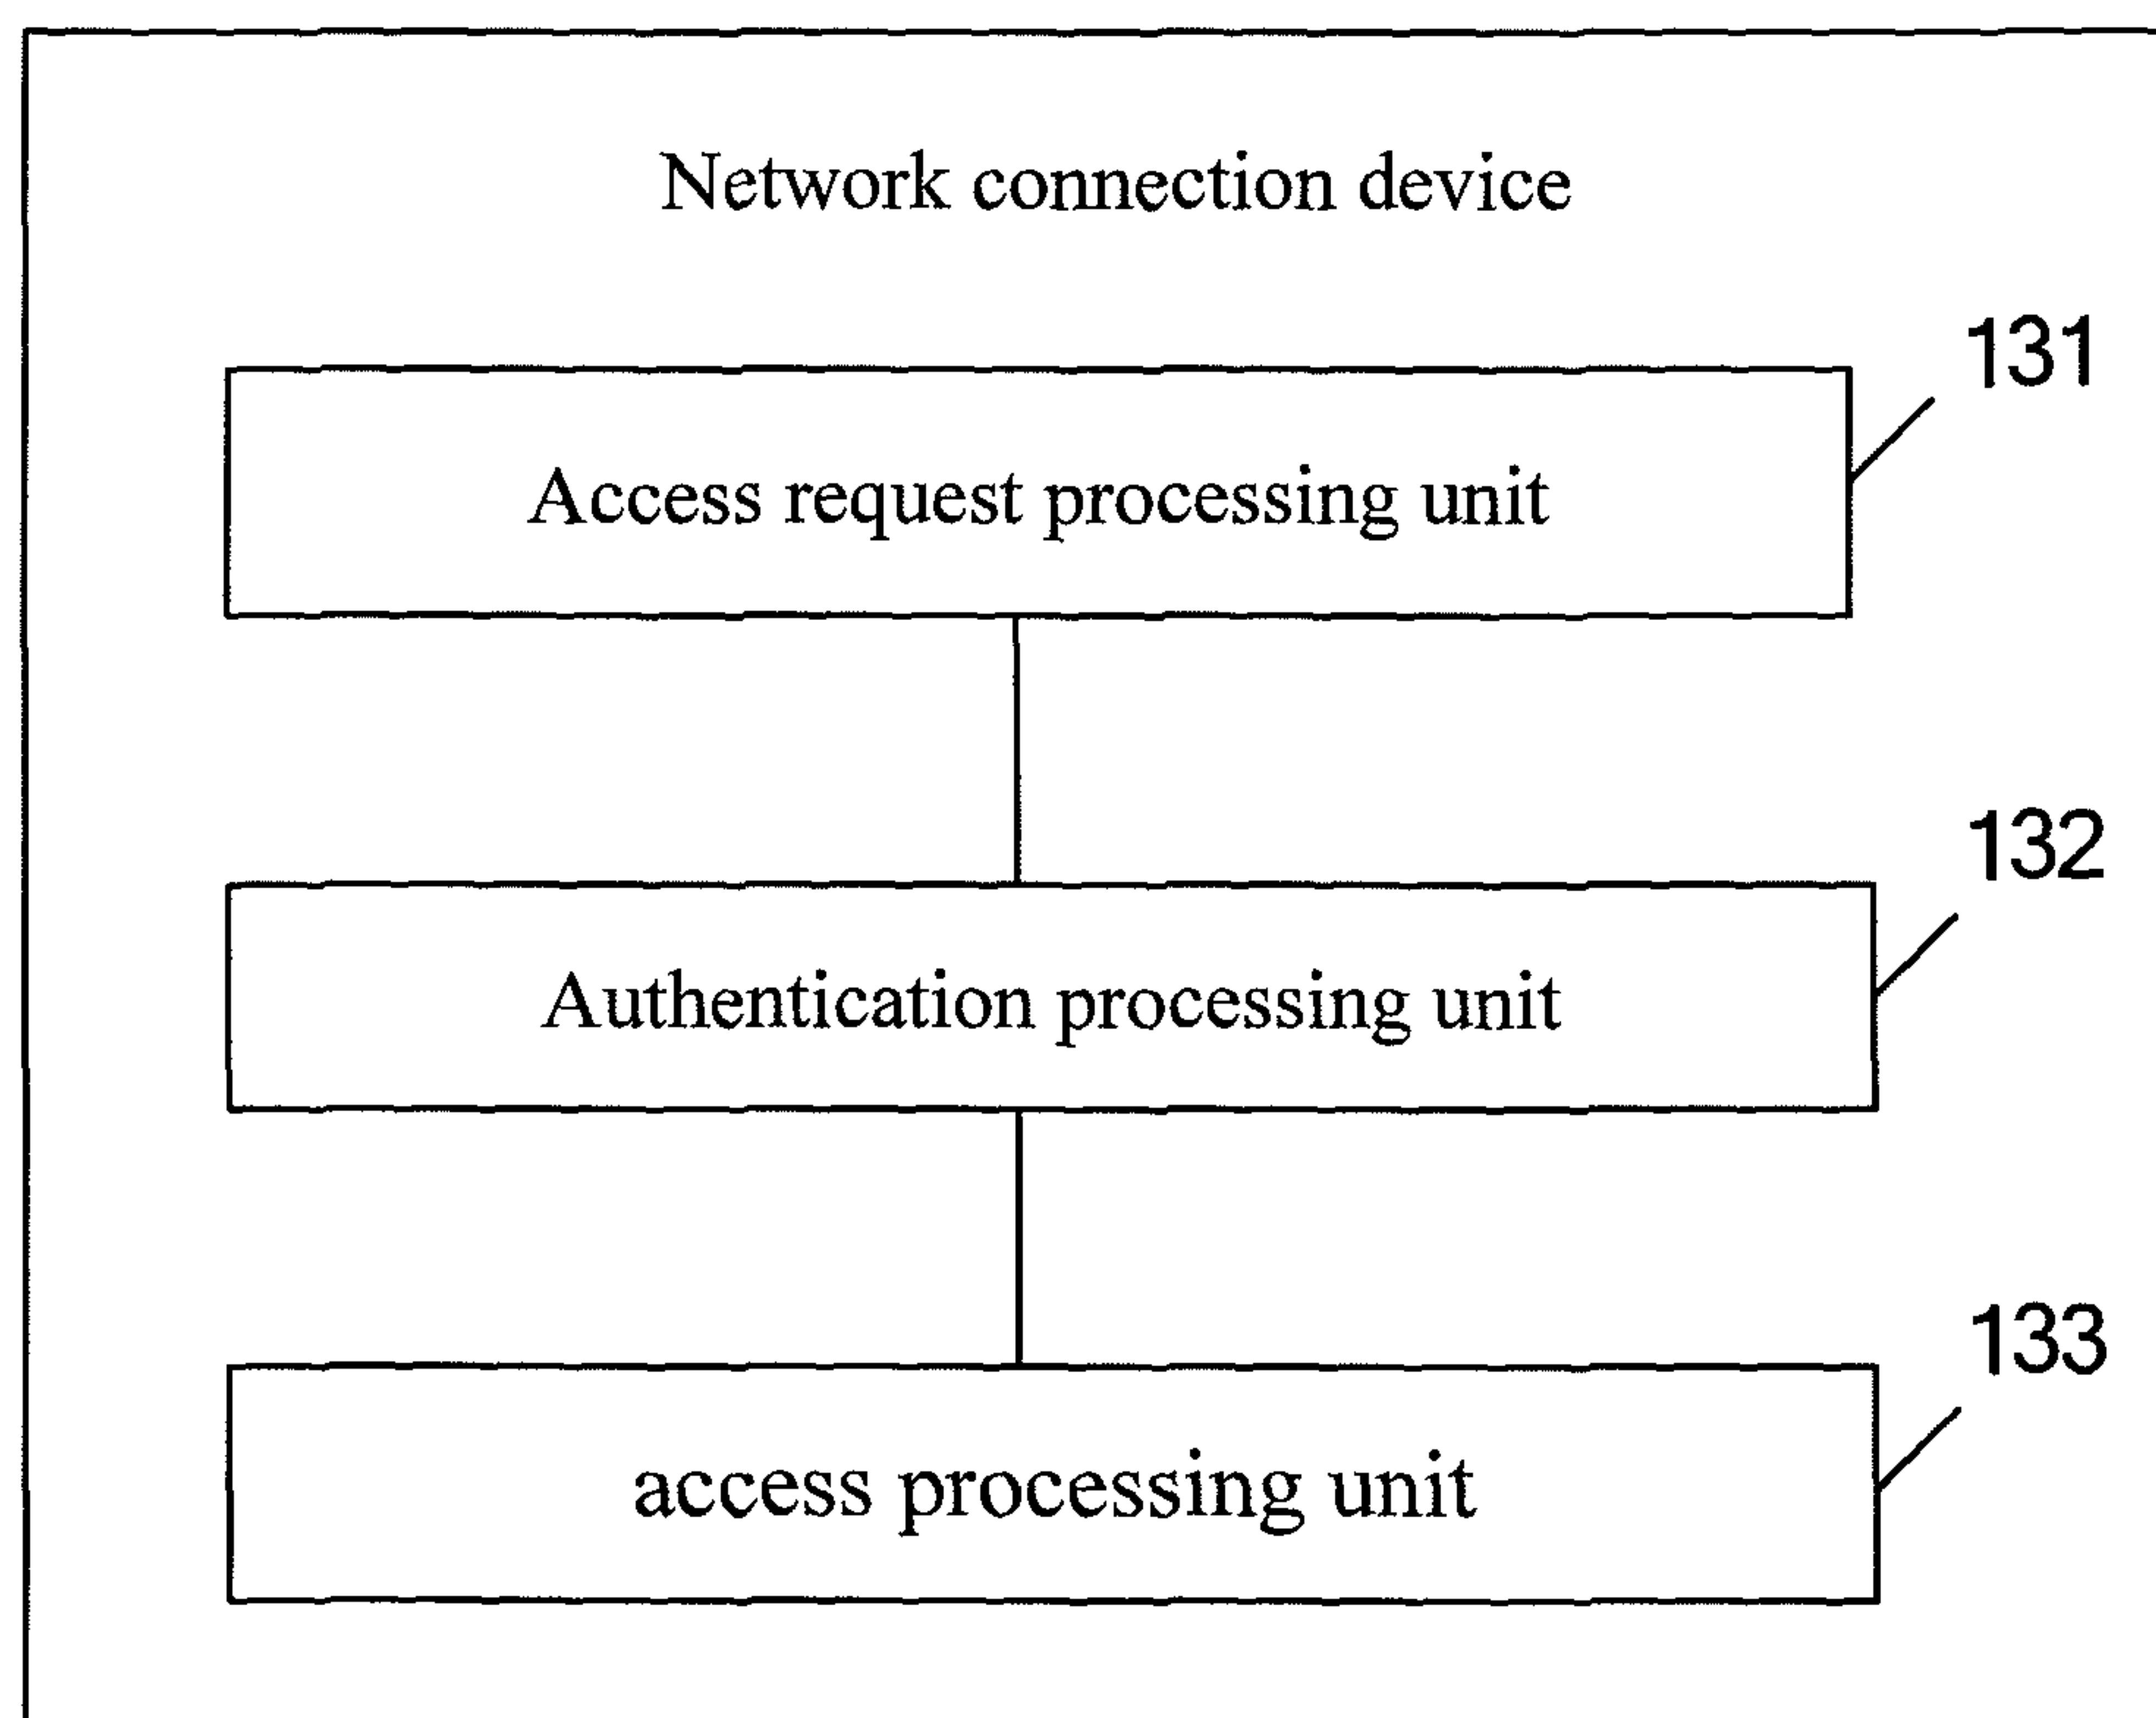 Network connection device
131
Access request processing unit
132
Authentication processing unit
133
access processing unit